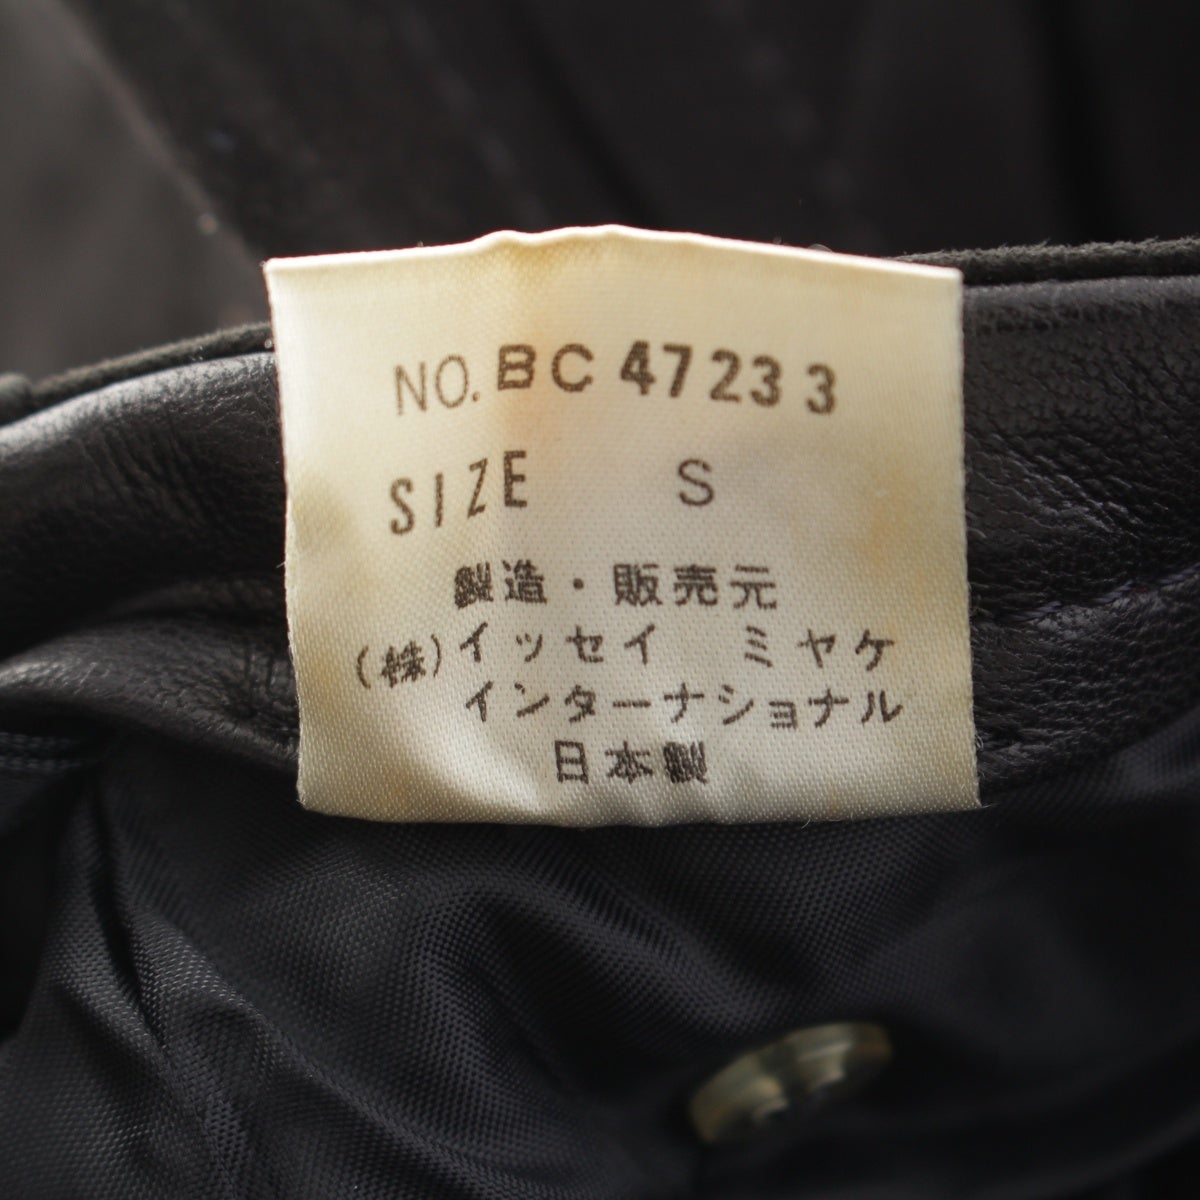 NO. BC 47233
SIZE S
製造・販売元
(株)イッセイ ミヤケ
インターナショナル
日本製